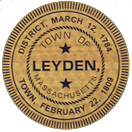 DISTRICT, MARCH 12, 1784
TOWN OF
LEYDEN,
MASSACHUSETTS.
TOWN, FEBRUARY 22, 1809